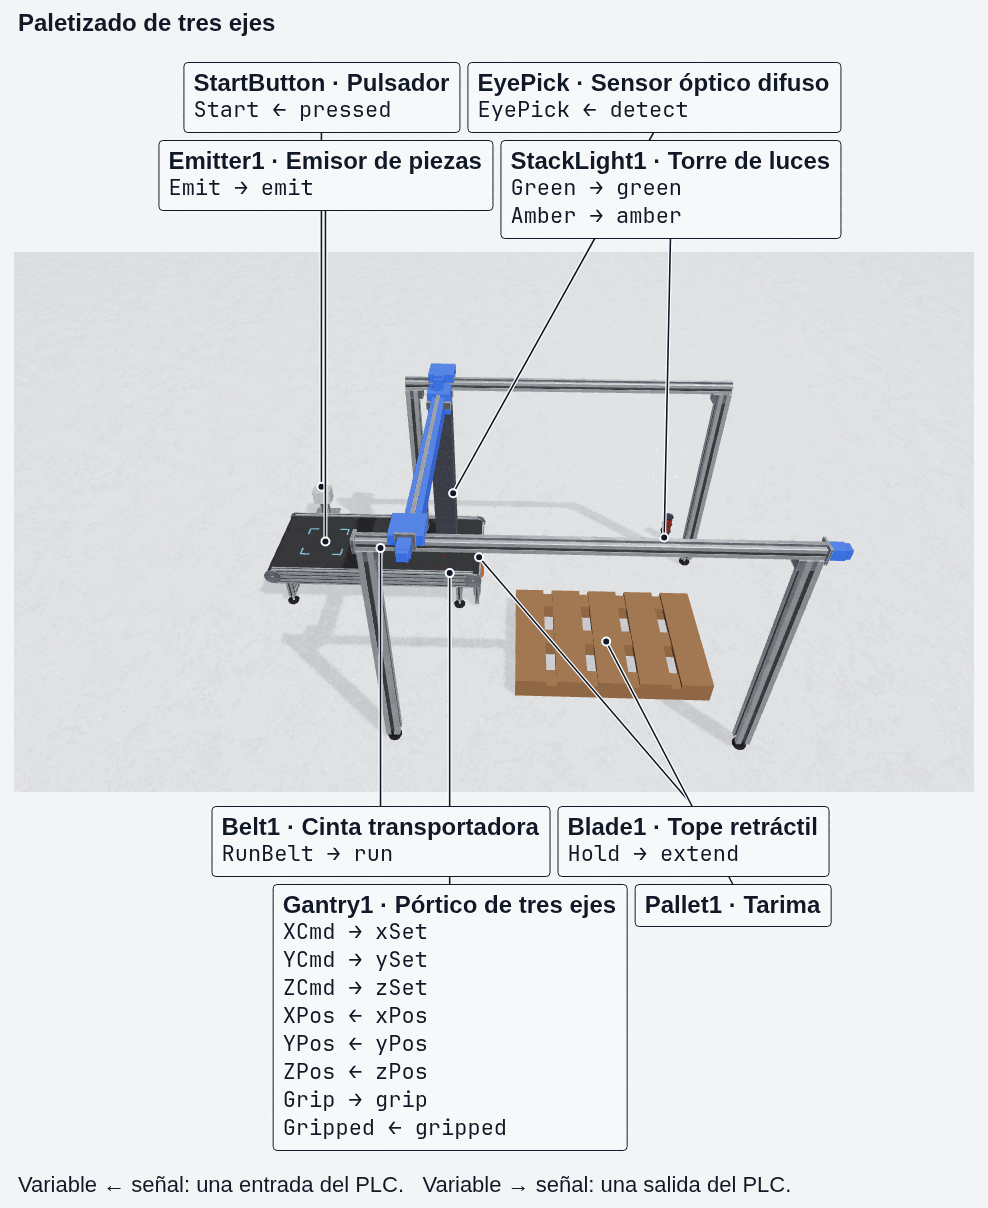 Paletizado de tres ejes
StartButton · Pulsador
Start ← pressed
EyePick · Sensor óptico difuso
EyePick ← detect
Emitter1 · Emisor de piezas
Emit → emit
StackLight1 · Torre de luces
Green → green
Amber → amber
Belt1 · Cinta transportadora
RunBelt → run
Blade1 · Tope retráctil
Hold → extend
Gantry1 · Pórtico de tres ejes
XCmd → xSet
YCmd → ySet
ZCmd → zSet
XPos ← xPos
YPos ← yPos
ZPos ← zPos
Grip → grip
Gripped ← gripped
Pallet1 · Tarima
Variable ← señal: una entrada del PLC. Variable → señal: una salida del PLC.